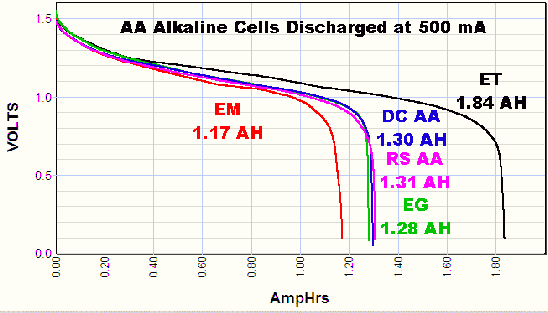 AA Alkaline Cells Discharged at 500 mA
VOLTS
1.5
1.0
0.5
0.0
ET
1.84 AH
EM
1.17 AH
DC AA
1.30 AH
RS AA
1.31 AH
EG
1.28 AH
0.00
0.20
0.40
0.60
0.80
1.00
1.20
1.40
1.60
1.80
AmpHrs